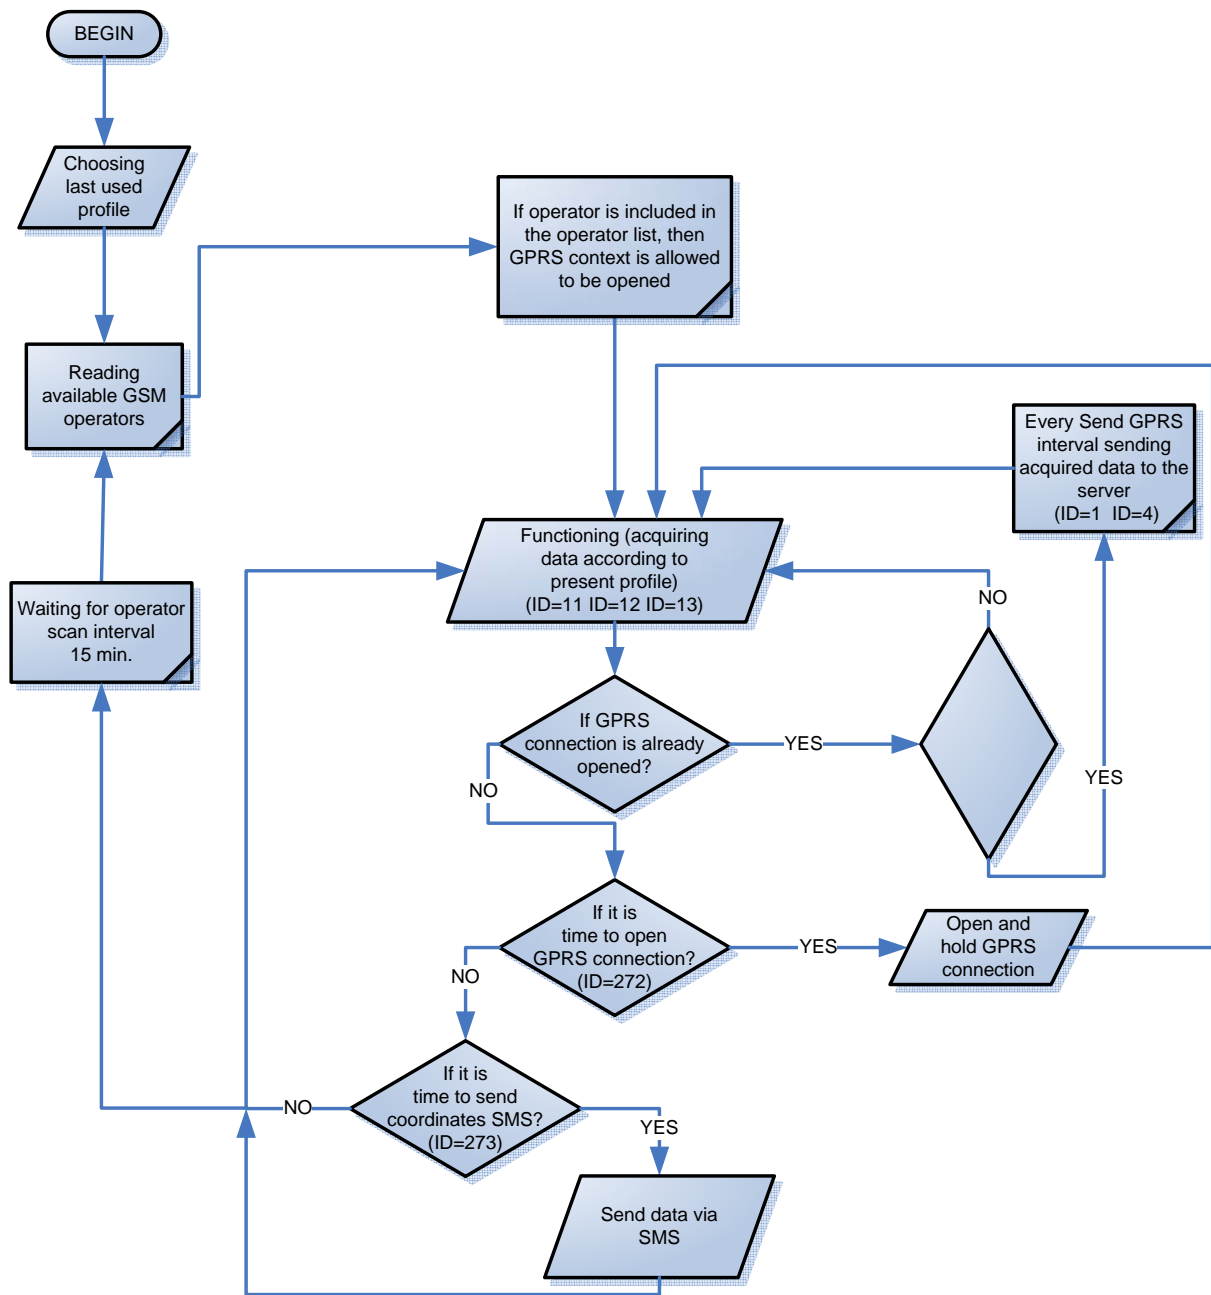 BEGIN
Choosing
last used
profile
If operator is included in
the operator list, then
GPRS context is allowed
to be opened
Reading
available GSM
operators
Every Send GPRS
interval sending
acquired data to the
server
(ID=1  ID=4)
Functioning (acquiring
data according to
present profile)
(ID=11 ID=12 ID=13)
Waiting for operator
scan interval
15 min.
NO
If GPRS
connection is already
opened?
YES
YES
NO
If it is
time to open
GPRS connection?
(ID=272)
YES
Open and
hold GPRS
connection
NO
If it is
time to send
coordinates SMS?
(ID=273)
NO
YES
Send data via
SMS